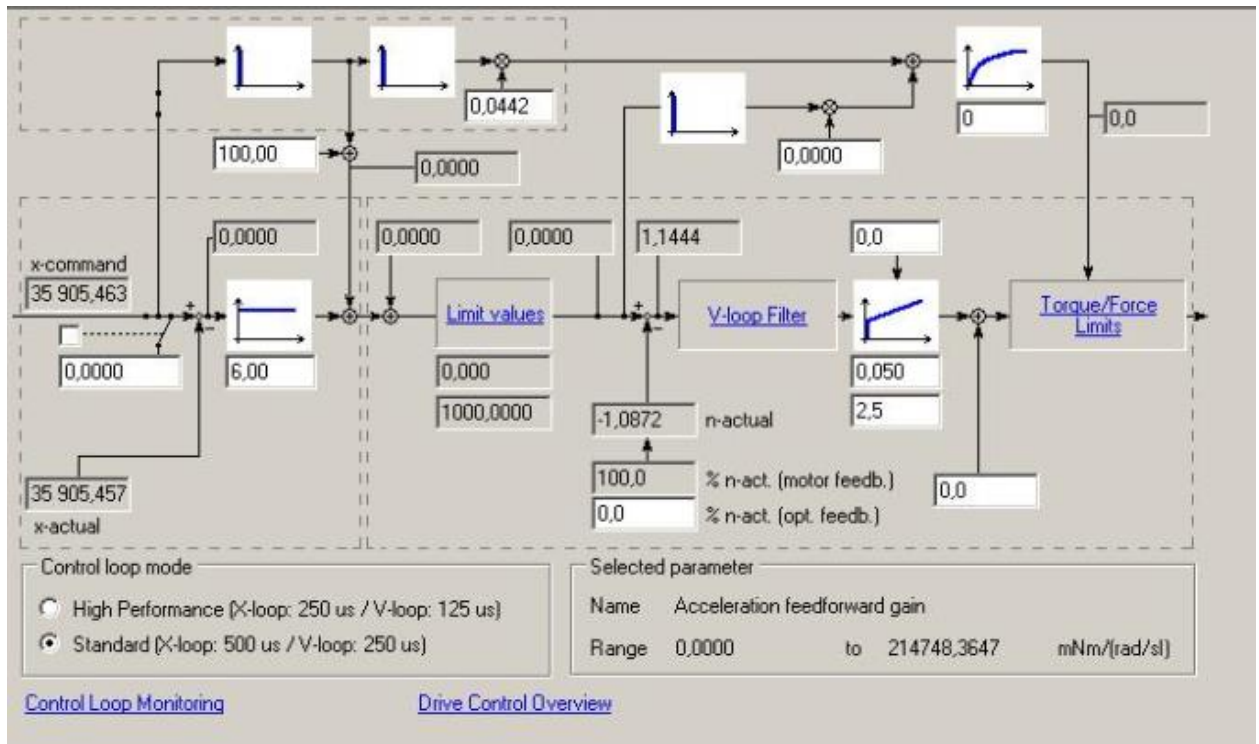 0,0442
0
0,0
100,00
0,0000
0,0000
0,0000
0,0000
0,0000
1,1444
0,0
x-command
35 905,463
+
−
Limit values
+
−
V-loop Filter
Torque/Force
Limits
0,0000
6,00
0,000
0,050
1000,0000
-1,0872
n-actual
2,5
35 905,457
100,0
% n-act. (motor feedb.)
0,0
0,0
% n-act. (opt. feedb.)
x-actual
Control loop mode
High Performance (X-loop: 250 us / V-loop: 125 us)
Standard (X-loop: 500 us / V-loop: 250 us)
Selected parameter
Name Acceleration feedforward gain
Range 0,0000 to 214748,3647 mNm/(rad/sl)
Control Loop Monitoring
Drive Control Overview